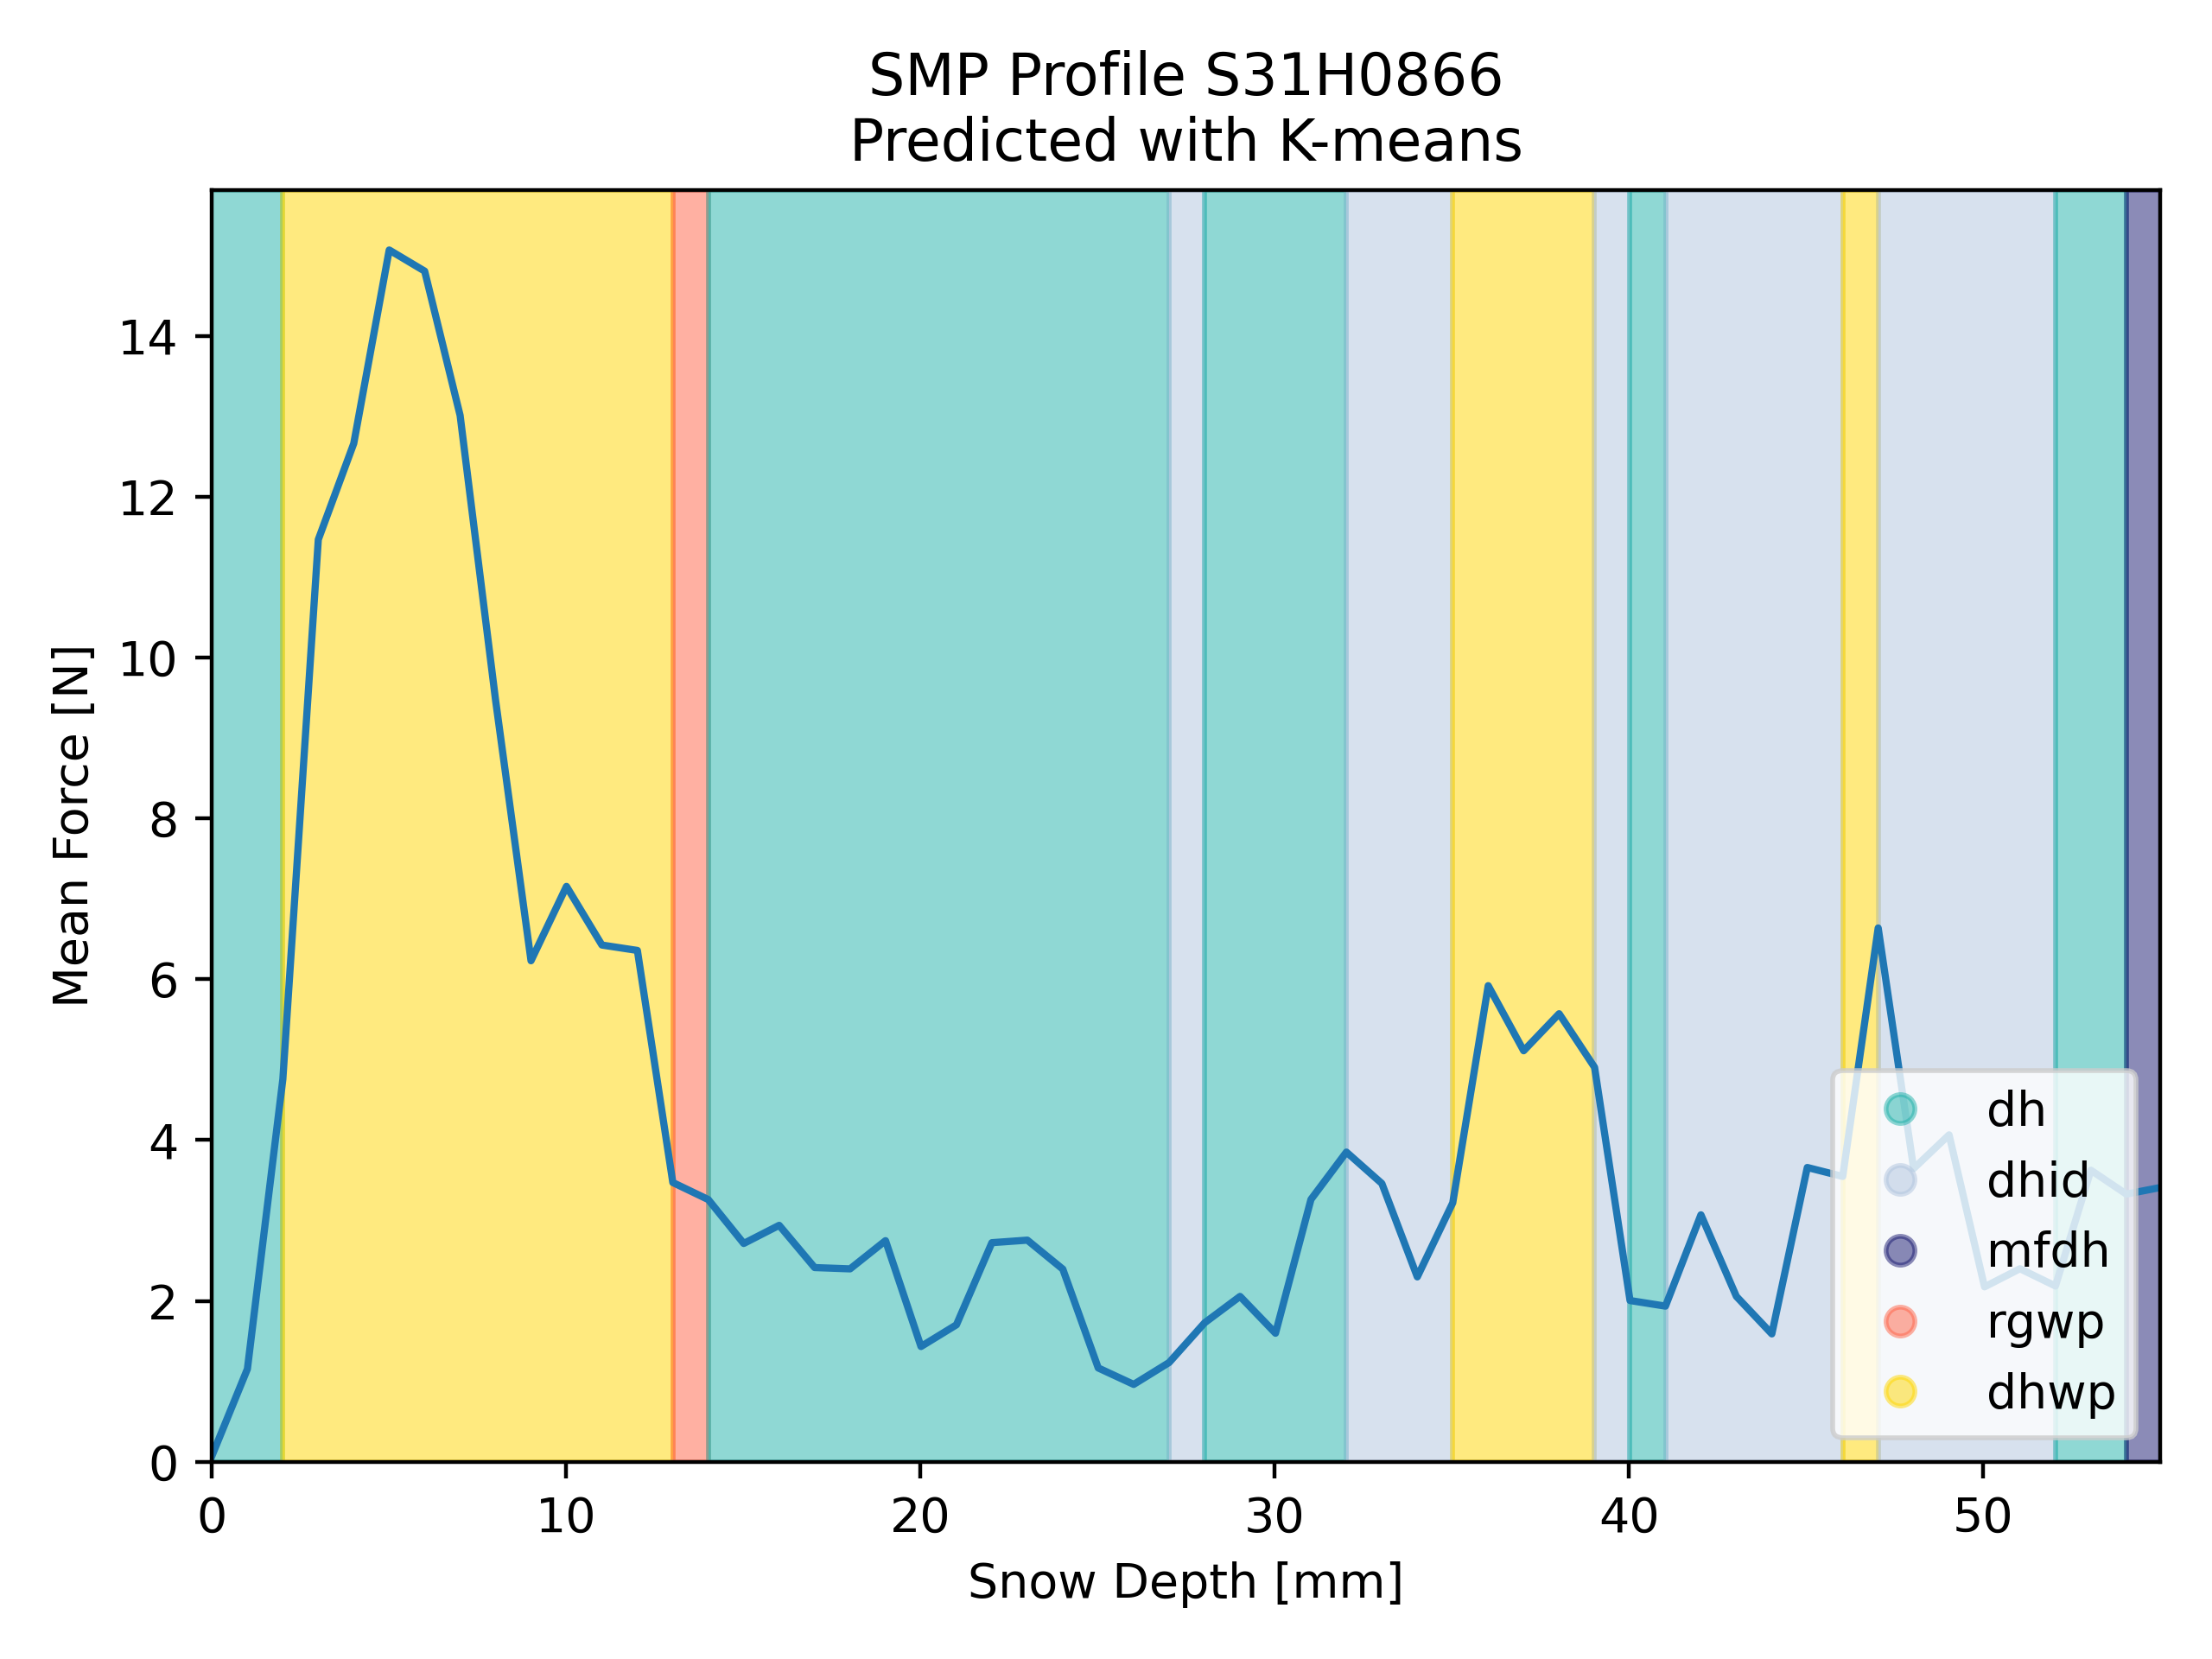 SMP Profile S31H0866
Predicted with K-means
Mean Force [N]
14
12
10
8
6
4
2
0
0 10 20 30 40 50
Snow Depth [mm]
dh
dhid
mfdh
rgwp
dhwp